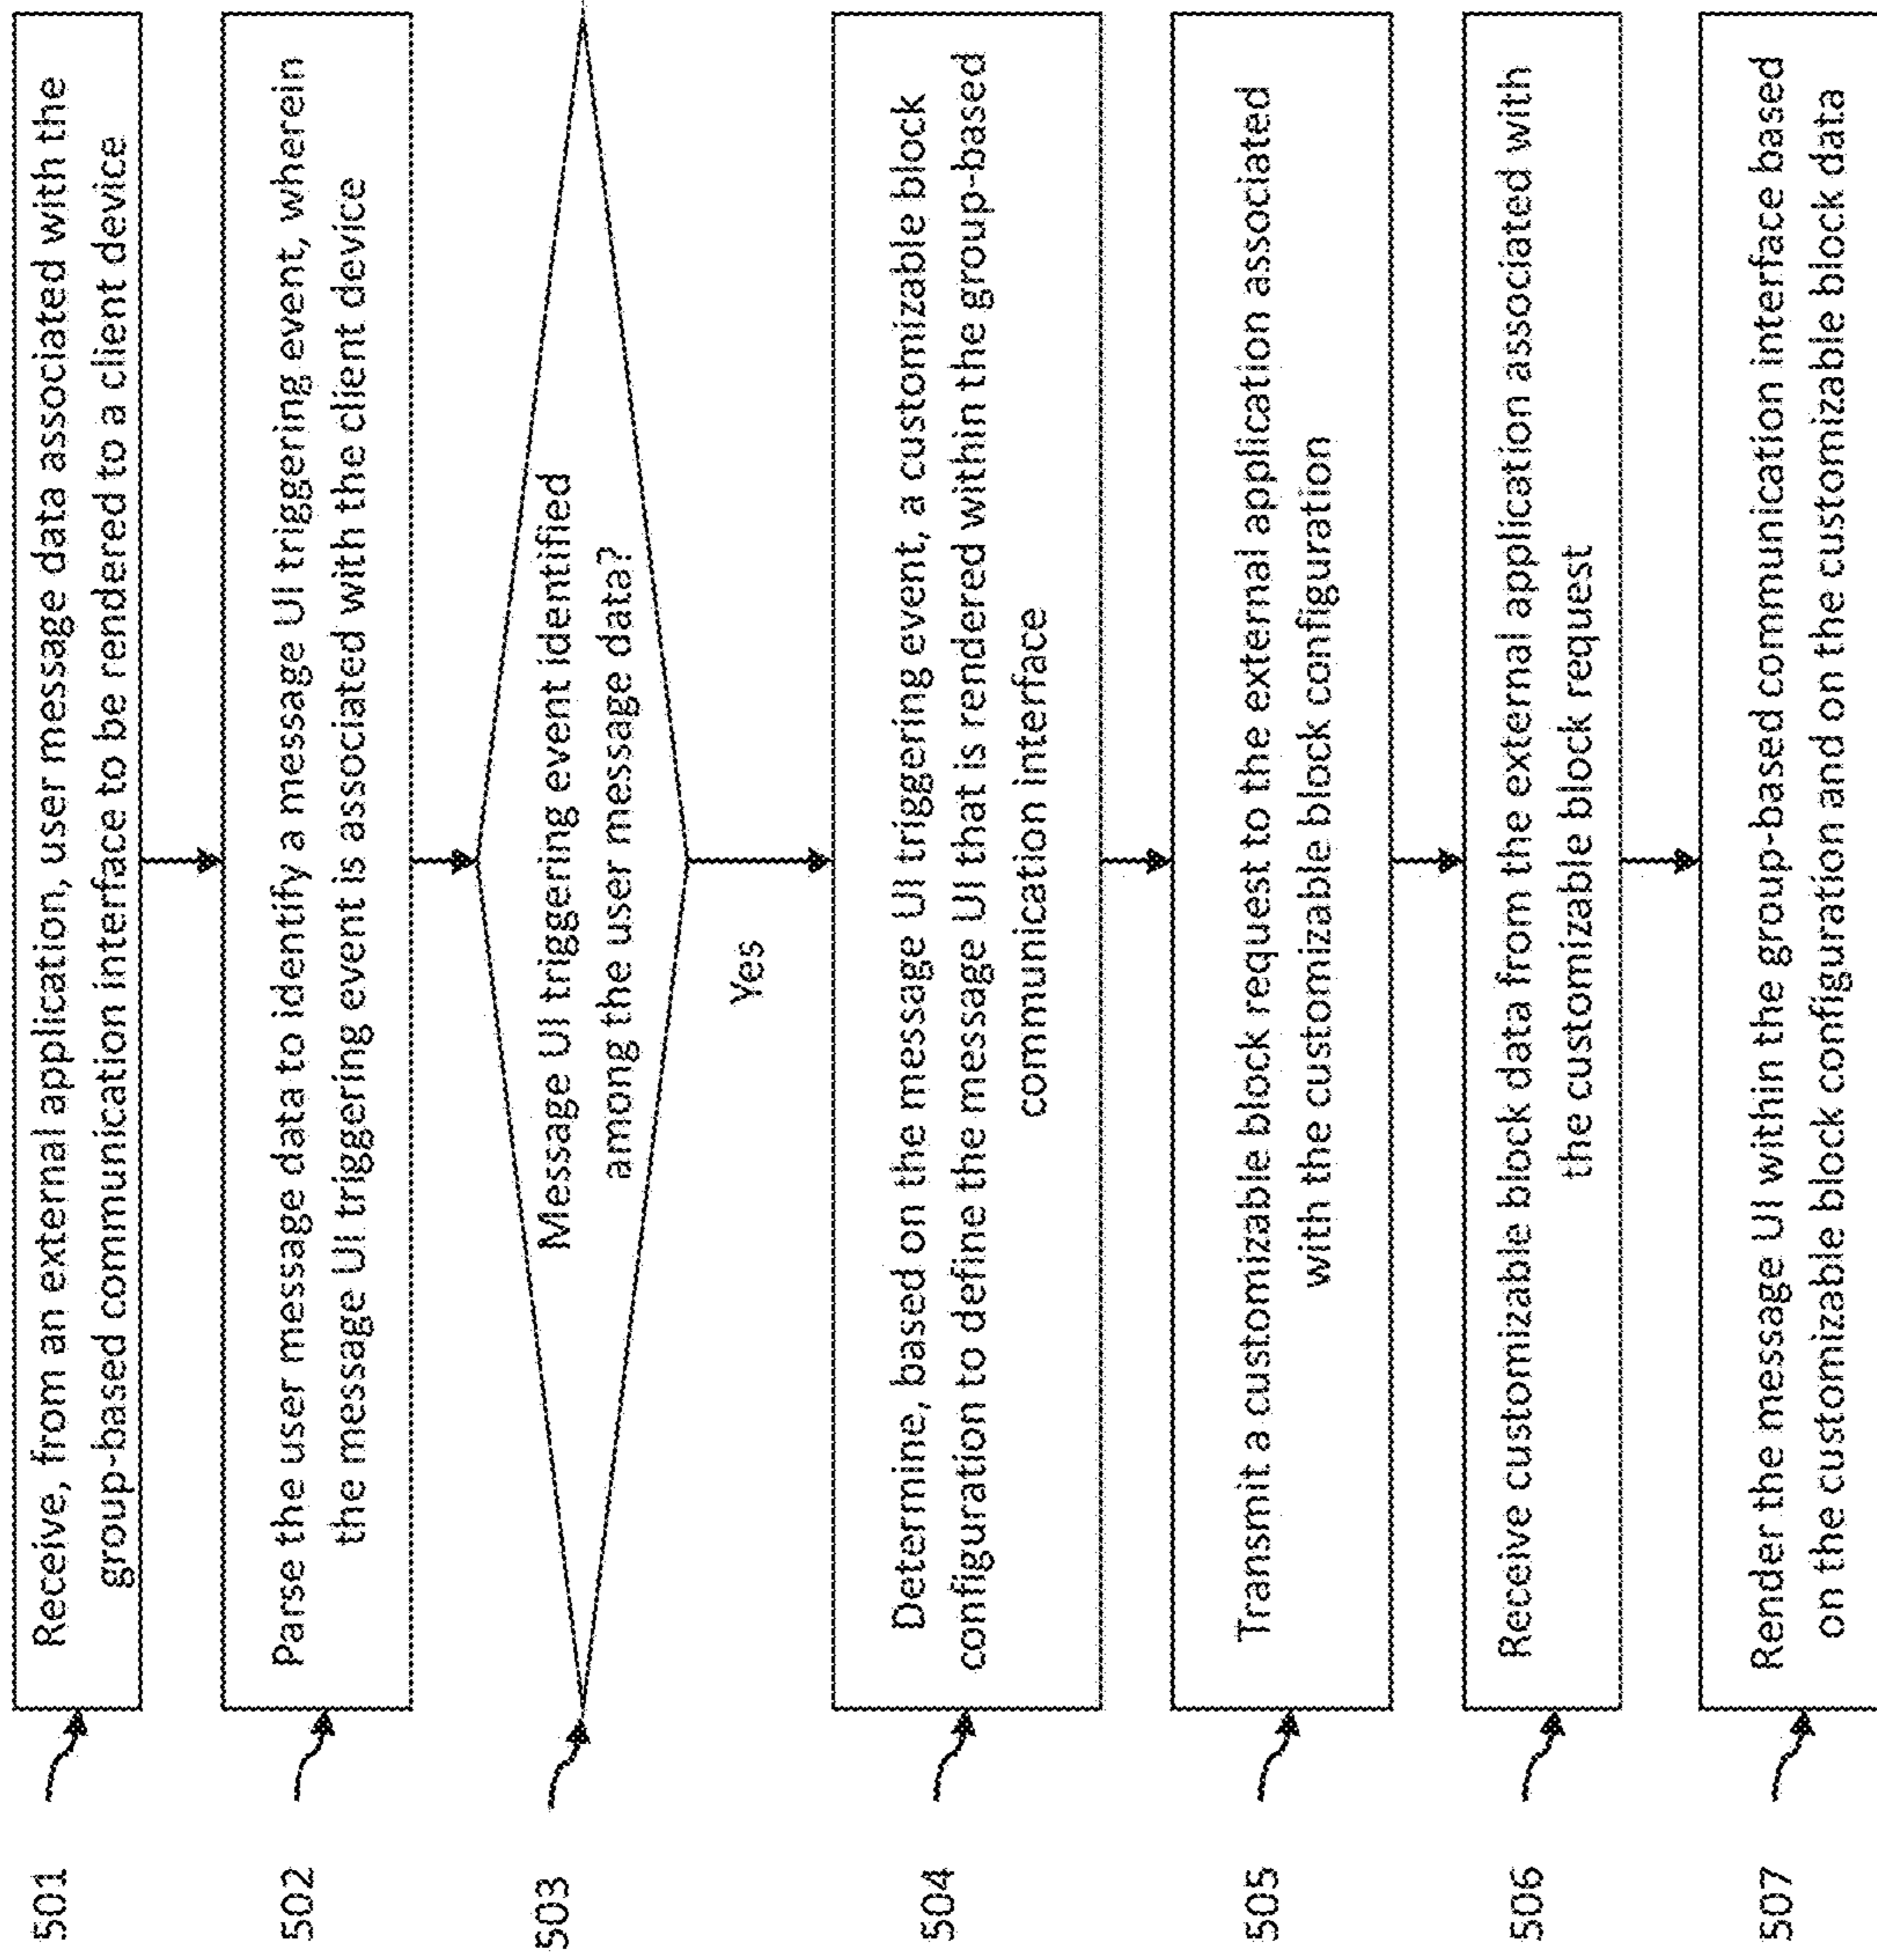 501
Receive, from an external application, user message data associated with the
group-based communication interface to be rendered to a client device
502
Parse the user message data to identify a message UI triggering event, wherein
the message UI triggering event is associated with the client device
503
Message UI triggering event identified
among the user message data?
Yes
504
Determine, based on the message UI triggering event, a customizable block
configuration to define the message UI that is rendered within the group-based
communication interface
505
Transmit a customizable block request to the external application associated
with the customizable block configuration
506
Receive customizable block data from the external application associated with
the customizable block request
507
Render the message UI within the group-based communication interface based
on the customizable block configuration and on the customizable block data